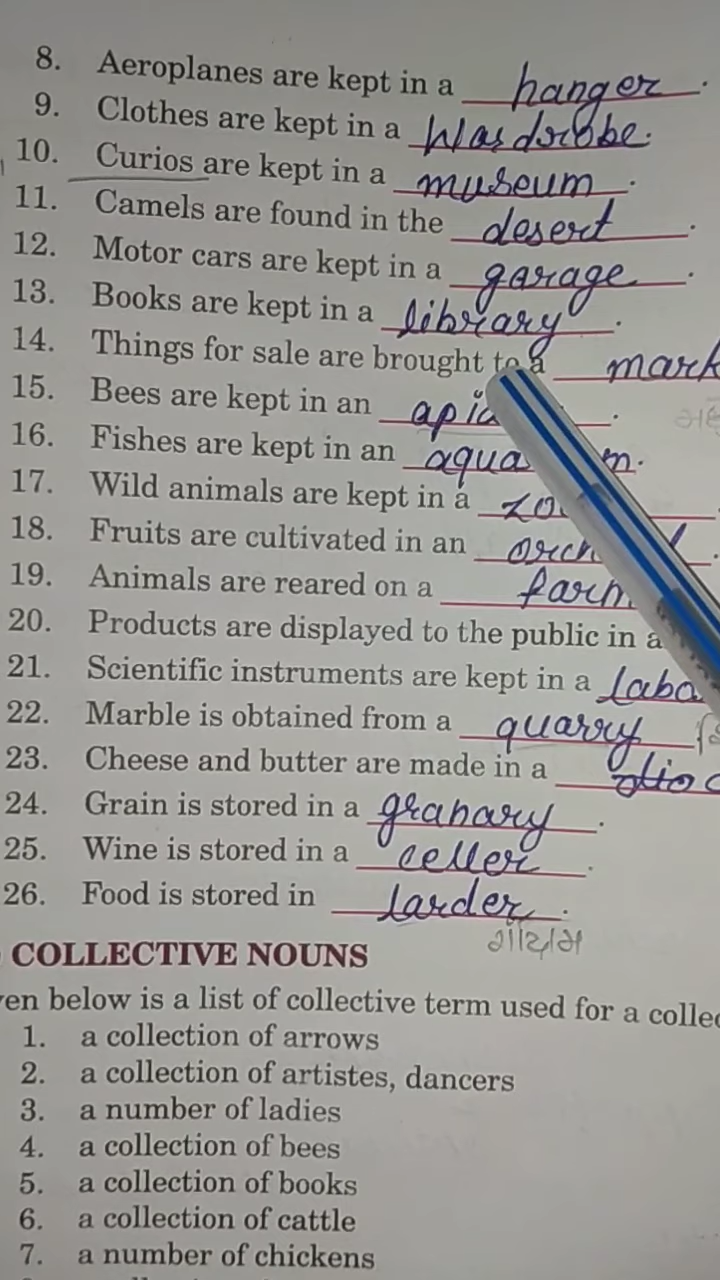 8. Aeroplanes are kept in a hanger.
9. Clothes are kept in a Wardrobe.
10. Curios are kept in a museum.
11. Camels are found in the desert.
12. Motor cars are kept in a garage.
13. Books are kept in a library.
14. Things for sale are brought to a mark
15. Bees are kept in an apia .
16. Fishes are kept in an aqua m.
17. Wild animals are kept in a zo .
18. Fruits are cultivated in an orch d.
19. Animals are reared on a farm
20. Products are displayed to the public in a
21. Scientific instruments are kept in a Labo
22. Marble is obtained from a quarry
23. Cheese and butter are made in a
24. Grain is stored in a granary.
25. Wine is stored in a celler.
26. Food is stored in larder.
COLLECTIVE NOUNS
en below is a list of collective term used for a collec
1. a collection of arrows
2. a collection of artistes, dancers
3. a number of ladies
4. a collection of bees
5. a collection of books
6. a collection of cattle
7. a number of chickens